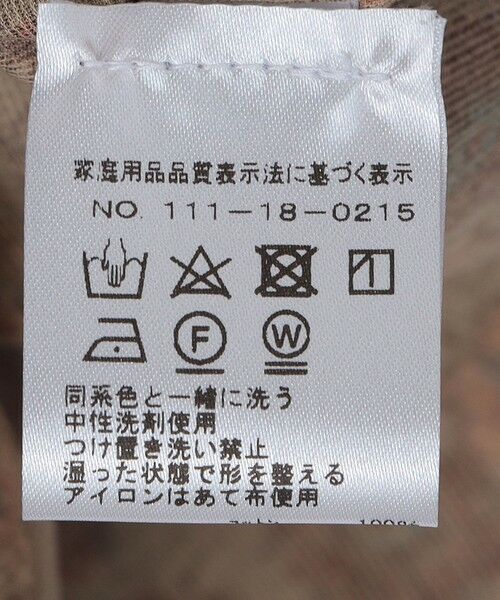 家庭用品品質表示法に基づく表示
NO. 111-18-0215
F W
同系色と一緒に洗う
中性洗剤使用
つけ置き洗い禁止
湿った状態で形を整える
アイロンはあて布使用